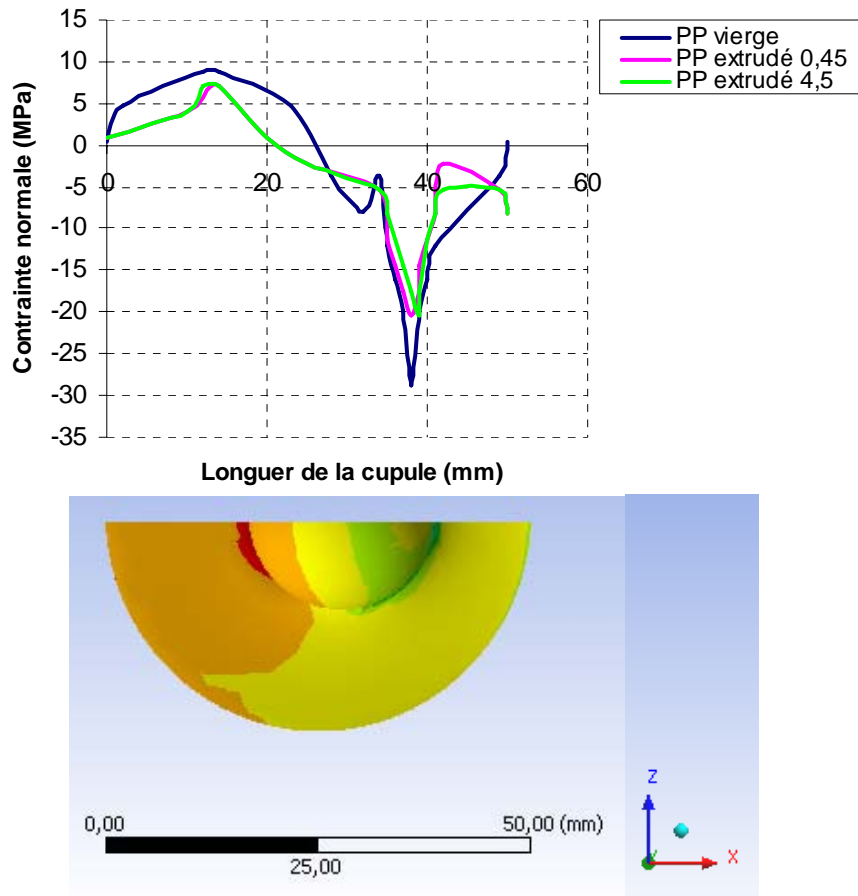 15
10
5
0
-5
-10
-15
-20
-25
-30
-35
0 20 40 60
Contrainte normale (MPa)
Longuer de la cupule (mm)
PP vierge
PP extrudé 0,45
PP extrudé 4,5
0,00 50,00 (mm)
25,00
Z
Y
X